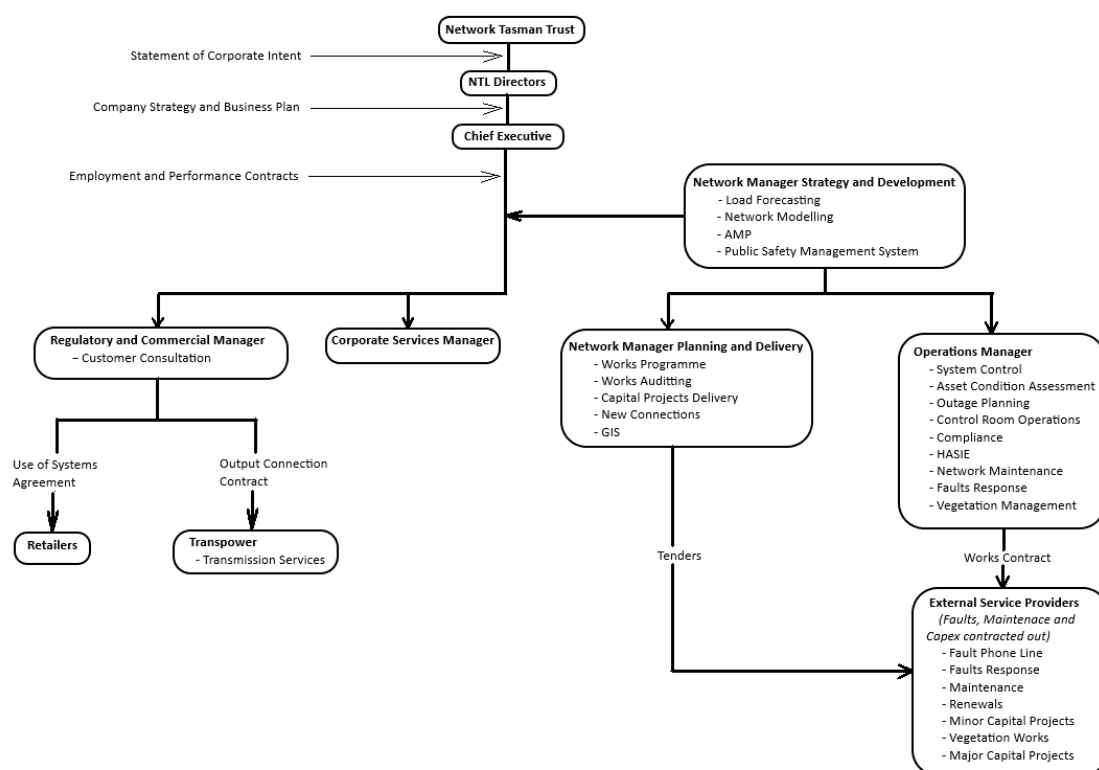 Network Tasman Trust
Statement of Corporate Intent
NTL Directors
Company Strategy and Business Plan
Chief Executive
Employment and Performance Contracts
Network Manager Strategy and Development
- Load Forecasting
- Network Modelling
- AMP
- Public Safety Management System
Regulatory and Commercial Manager
– Customer Consultation
Corporate Services Manager
Network Manager Planning and Delivery
- Works Programme
- Works Auditting
- Capital Projects Delivery
- New Connections
- GIS
Operations Manager
- System Control
- Asset Condition Assessment
- Outage Planning
- Control Room Operations
- Compliance
- HASIE
- Network Maintenance
- Faults Response
- Vegetation Management
Use of Systems
Agreement
Output Connection
Contract
Retailers
Transpower
- Transmission Services
Tenders
Works Contract
External Service Providers
(Faults, Maintenace and
Capex contracted out)
- Fault Phone Line
- Faults Response
- Maintenance
- Renewals
- Minor Capital Projects
- Vegetation Works
- Major Capital Projects